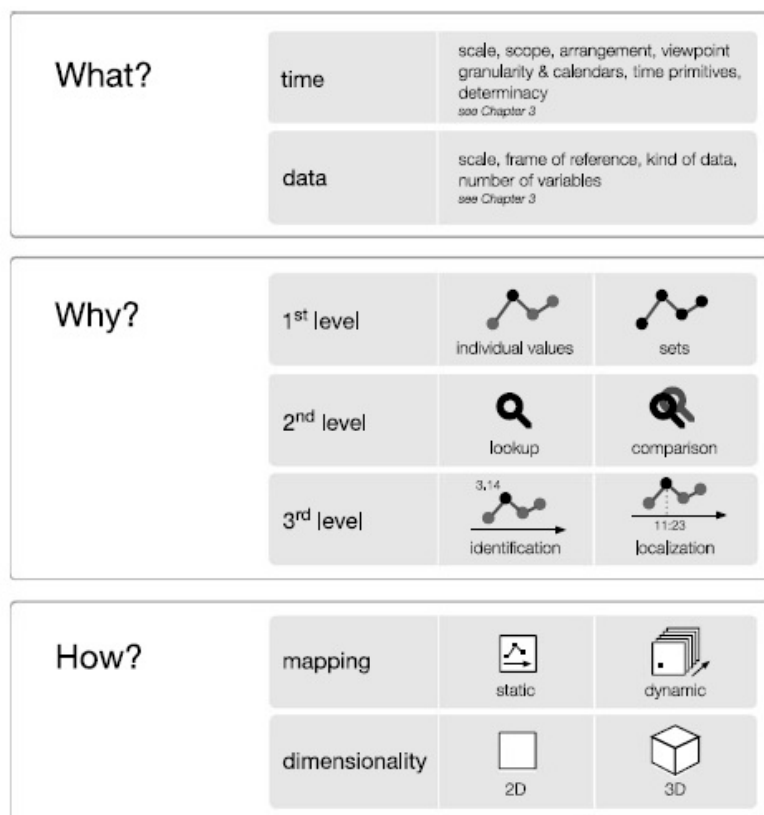 What?
time
scale, scope, arrangement, viewpoint
granularity & calendars, time primitives,
determinacy
see Chapter 3
data
scale, frame of reference, kind of data,
number of variables
see Chapter 3
Why?
1st level
individual values
sets
2nd level
lookup
comparison
3rd level
3.14
identification
11:23
localization
How?
mapping
static
dynamic
dimensionality
2D
3D